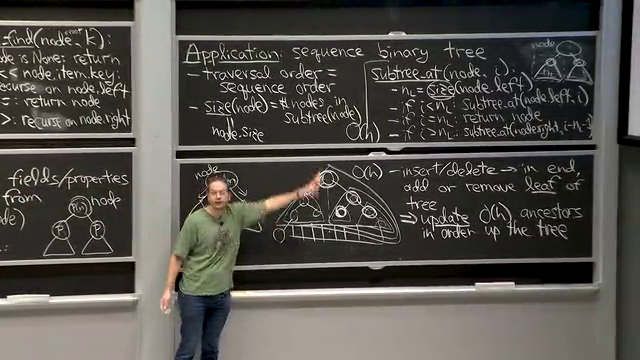 find(node, k):
de is None: return
< node.item.key:
recurse on node.left
=: return node
>: recurse on node.right
fields/properties
from
node
Application: sequence binary tree
- traversal order =
sequence order
- size(node) = # nodes in
subtree(node)
node.size
O(h)
subtree_at(node, i):
- nL = size(node.left)
- if i < nL: subtree_at(node.left, i)
- if i = nL: return node
- if i > nL: subtree_at(node.right, i-nL-1)
node
node
O(h)
- insert/delete → in end,
add or remove leaf of
tree
⇒ update O(h) ancestors
in order up the tree